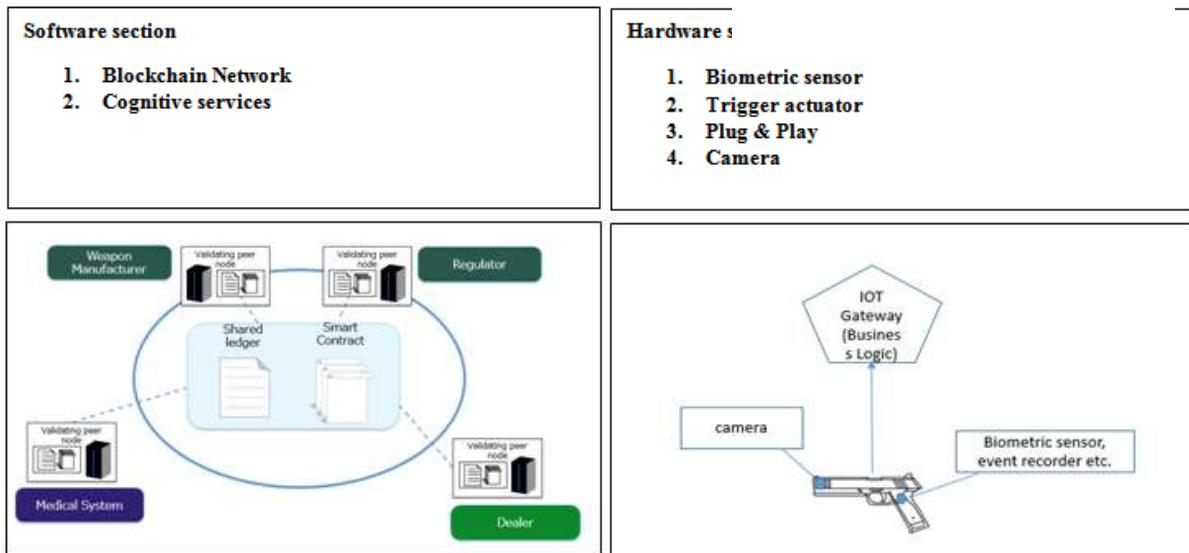 Software section
1. Blockchain Network
2. Cognitive services
Hardware s
1. Biometric sensor
2. Trigger actuator
3. Plug & Play
4. Camera
Weapon
Manufacturer
Validating peer
node
Validating peer
node
Regulator
Shared
ledger
Smart
Contract
Validating peer
node
Medical System
Validating peer
node
Dealer
IOT
Gateway
(Busines
s Logic)
camera
Biometric sensor,
event recorder etc.